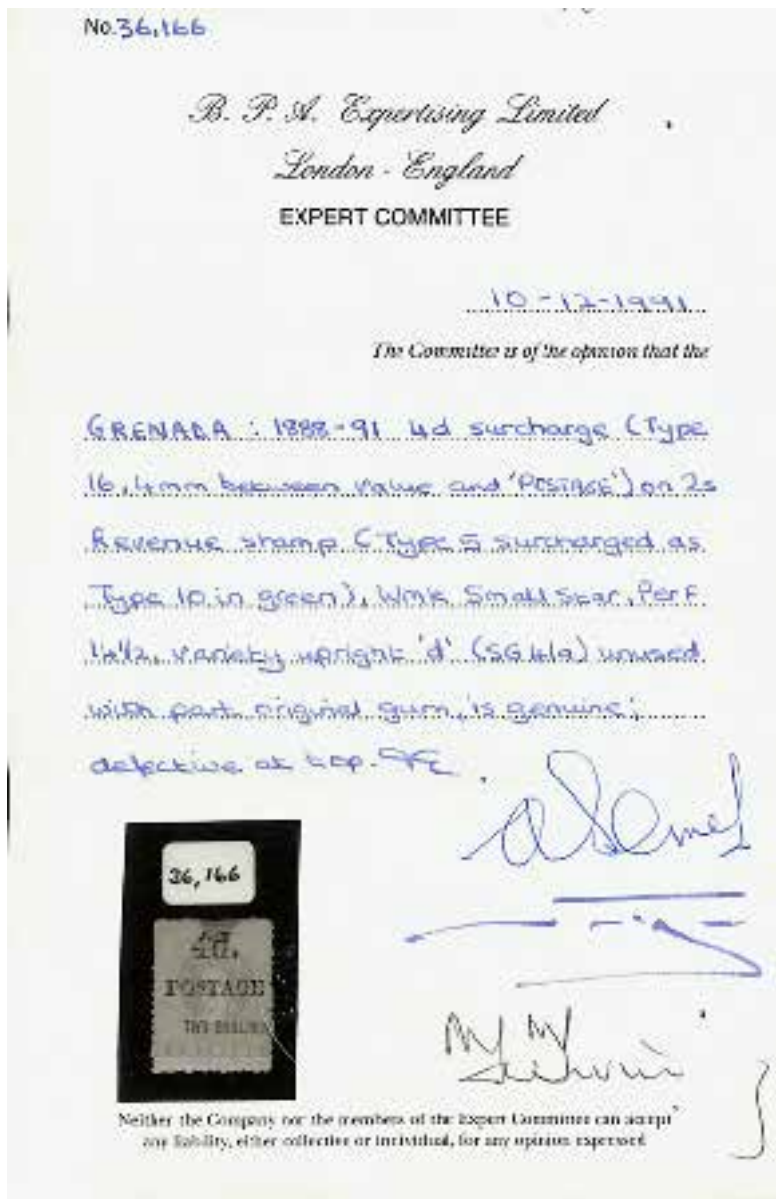 No. 36,166
B. P. A. Expertising Limited
London - England
EXPERT COMMITTEE
10-12-1991
The Committee is of the opinion that the
GRENADA : 1888-91 4d surcharge (Type
16, 4mm between value and 'POSTAGE') on 2s
Revenue stamp (Type 5 surcharged as
Type 10 in green), Wmk Small Star, Perf
14½, variety upright 'd' (SG41a) unused
with part original gum, is genuine;
defective at top.
36,166
POSTAGE
TWO SHILLINGS
Neither the Company nor the members of the Expert Committee can accept
any liability, either collective or individual, for any opinion expressed